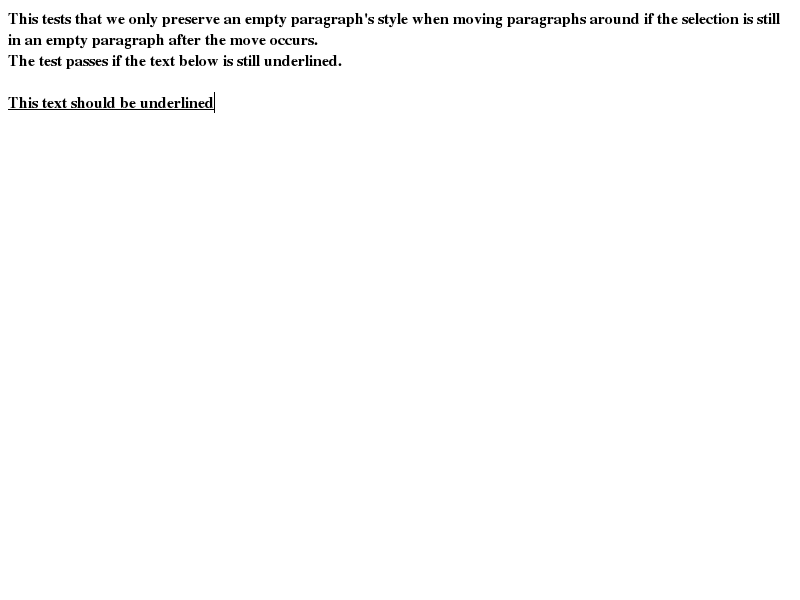 This tests that we only preserve an empty paragraph's style when moving paragraphs around if the selection is still
in an empty paragraph after the move occurs.
The test passes if the text below is still underlined.
This text should be underlined